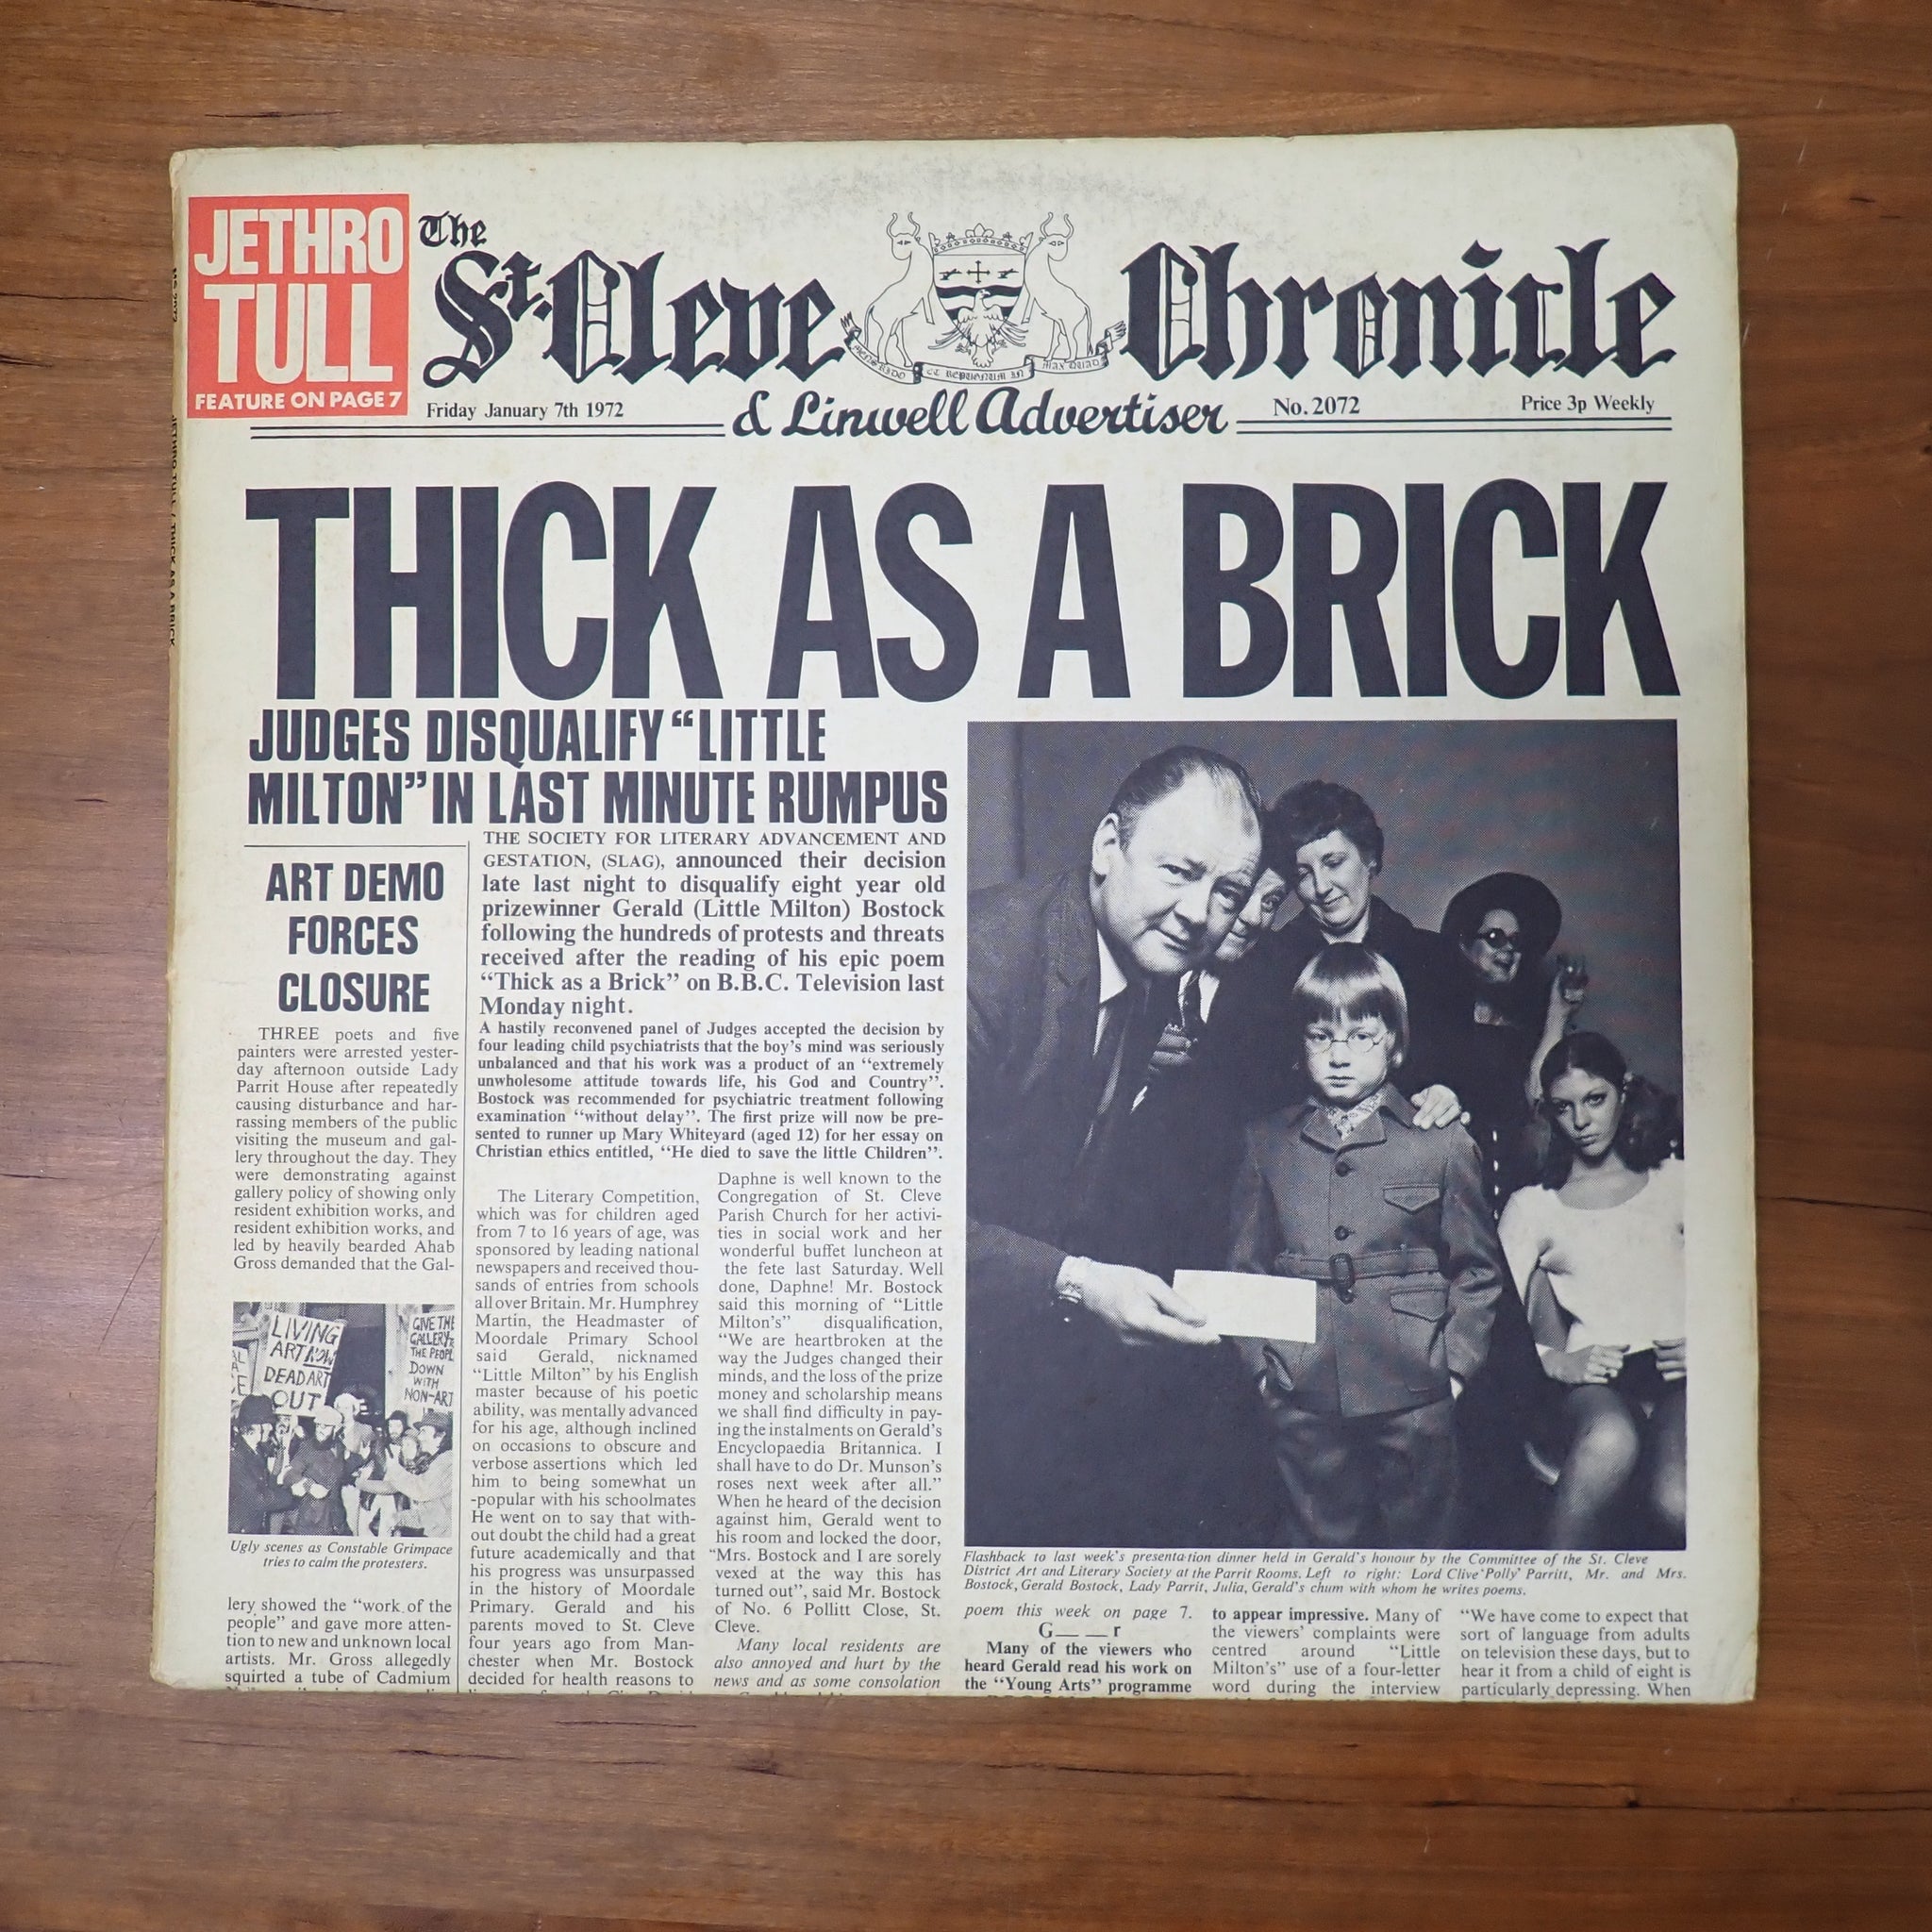 JETHRO
TULL
FEATURE ON PAGE 7
The
St. Cleve Chronicle
& Linwell Advertiser
Friday January 7th 1972
No. 2072
Price 3p Weekly
THICK AS A BRICK
JUDGES DISQUALIFY “LITTLE
MILTON” IN LAST MINUTE RUMPUS
ART DEMO
FORCES
CLOSURE
THREE poets and five
painters were arrested yester-
day afternoon outside Lady
Parrit House after repeatedly
causing disturbance and har-
rassing members of the public
visiting the museum and gal-
lery throughout the day. They
were demonstrating against
gallery policy of showing only
resident exhibition works, and
resident exhibition works, and
led by heavily bearded Ahab
Gross demanded that the Gal-
LIVING
ART NOW
DEAD ART
OUT
GIVE THE
GALLERY
THE PEOPL
DOWN
WITH
NON-ART
Ugly scenes as Constable Grimpace
tries to calm the protesters.
lery showed the “work of the
people” and gave more atten-
tion to new and unknown local
artists. Mr. Gross allegedly
squirted a tube of Cadmium
THE SOCIETY FOR LITERARY ADVANCEMENT AND
GESTATION, (SLAG), announced their decision
late last night to disqualify eight year old
prizewinner Gerald (Little Milton) Bostock
following the hundreds of protests and threats
received after the reading of his epic poem
“Thick as a Brick” on B.B.C. Television last
Monday night.
A hastily reconvened panel of Judges accepted the decision by
four leading child psychiatrists that the boy’s mind was seriously
unbalanced and that his work was a product of an “extremely
unwholesome attitude towards life, his God and Country”.
Bostock was recommended for psychiatric treatment following
examination “without delay”. The first prize will now be pre-
sented to runner up Mary Whiteyard (aged 12) for her essay on
Christian ethics entitled, “He died to save the little Children”.
The Literary Competition,
which was for children aged
from 7 to 16 years of age, was
sponsored by leading national
newspapers and received thou-
sands of entries from schools
all over Britain. Mr. Humphrey
Martin, the Headmaster of
Moordale Primary School
said Gerald, nicknamed
“Little Milton” by his English
master because of his poetic
ability, was mentally advanced
for his age, although inclined
on occasions to obscure and
verbose assertions which led
him to being somewhat un
-popular with his schoolmates
He went on to say that with-
out doubt the child had a great
future academically and that
his progress was unsurpassed
in the history of Moordale
Primary. Gerald and his
parents moved to St. Cleve
four years ago from Man-
chester when Mr. Bostock
decided for health reasons to
Daphne is well known to the
Congregation of St. Cleve
Parish Church for her activi-
ties in social work and her
wonderful buffet luncheon at
the fete last Saturday. Well
done, Daphne! Mr. Bostock
said this morning of “Little
Milton’s” disqualification,
“We are heartbroken at the
way the Judges changed their
minds, and the loss of the prize
money and scholarship means
we shall find difficulty in pay-
ing the instalments on Gerald’s
Encyclopaedia Britannica. I
shall have to do Dr. Munson’s
roses next week after all.”
When he heard of the decision
against him, Gerald went to
his room and locked the door,
“Mrs. Bostock and I are sorely
vexed at the way this has
turned out”, said Mr. Bostock
of No. 6 Pollitt Close, St.
Cleve.
Many local residents are
also annoyed and hurt by the
news and as some consolation
Flashback to last week’s presentation dinner held in Gerald’s honour by the Committee of the St. Cleve
District Art and Literary Society at the Parrit Rooms. Left to right: Lord Clive ‘Polly’ Parritt, Mr. and Mrs.
Bostock, Gerald Bostock, Lady Parrit, Julia, Gerald’s chum with whom he writes poems.
poem this week on page 7.
G— —r
Many of the viewers who
heard Gerald read his work on
the “Young Arts” programme
to appear impressive. Many of
the viewers’ complaints were
centred around “Little
Milton’s” use of a four-letter
word during the interview
“We have come to expect that
sort of language from adults
on television these days, but to
hear it from a child of eight is
particularly depressing. When
JETHRO TULL / THICK AS A BRICK